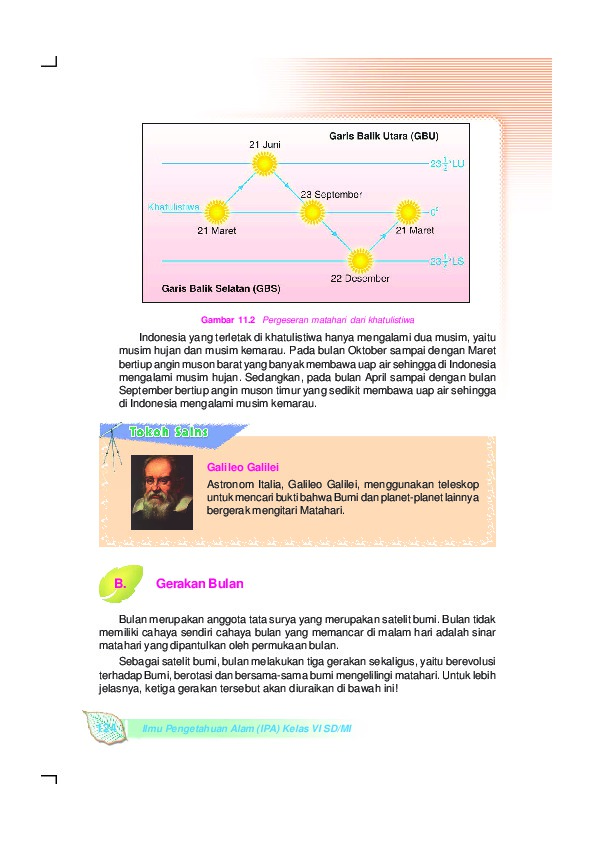 Garis Balik Utara (GBU)
21 Juni
23 1/2 °LU
23 September
Khatulistiwa
0°
21 Maret
21 Maret
23 1/2 °LS
22 Desember
Garis Balik Selatan (GBS)
Gambar 11.2 Pergeseran matahari dari khatulistiwa
Indonesia yang terletak di khatulistiwa hanya mengalami dua musim, yaitu
musim hujan dan musim kemarau. Pada bulan Oktober sampai dengan Maret
bertiup angin muson barat yang banyak membawa uap air sehingga di Indonesia
mengalami musim hujan. Sedangkan, pada bulan April sampai dengan bulan
September bertiup angin muson timur yang sedikit membawa uap air sehingga
di Indonesia mengalami musim kemarau.
Tokoh Sains
Galileo Galilei
Astronom Italia, Galileo Galilei, menggunakan teleskop
untuk mencari bukti bahwa Bumi dan planet-planet lainnya
bergerak mengitari Matahari.
B. Gerakan Bulan
Bulan merupakan anggota tata surya yang merupakan satelit bumi. Bulan tidak
memiliki cahaya sendiri cahaya bulan yang memancar di malam hari adalah sinar
matahari yang dipantulkan oleh permukaan bulan.
Sebagai satelit bumi, bulan melakukan tiga gerakan sekaligus, yaitu berevolusi
terhadap Bumi, berotasi dan bersama-sama bumi mengelilingi matahari. Untuk lebih
jelasnya, ketiga gerakan tersebut akan diuraikan di bawah ini!
Ilmu Pengetahuan Alam (IPA) Kelas VI SD/MI